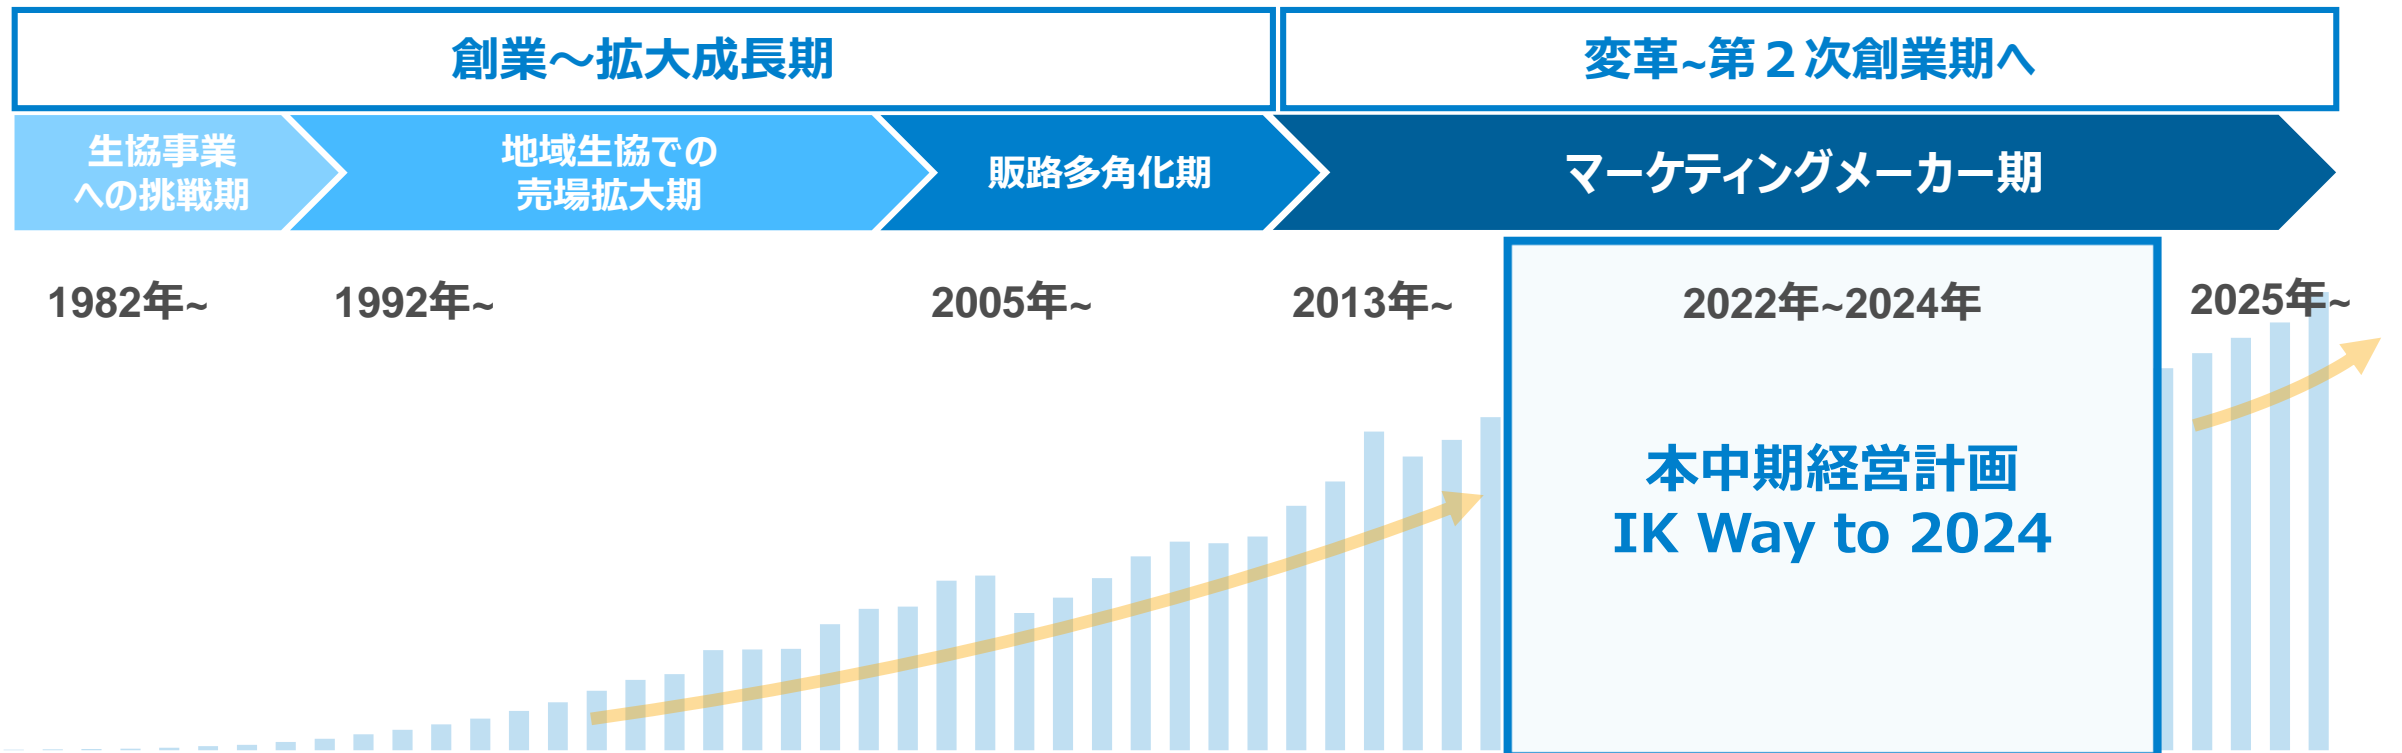 創業～拡大成長期
変革~第２次創業期へ
生協事業
への挑戦期
地域生協での
売場拡大期
販路多角化期
マーケティングメーカー期
1982年~
1992年~
2005年~
2013年~
2022年~2024年
2025年~
本中期経営計画
IK Way to 2024